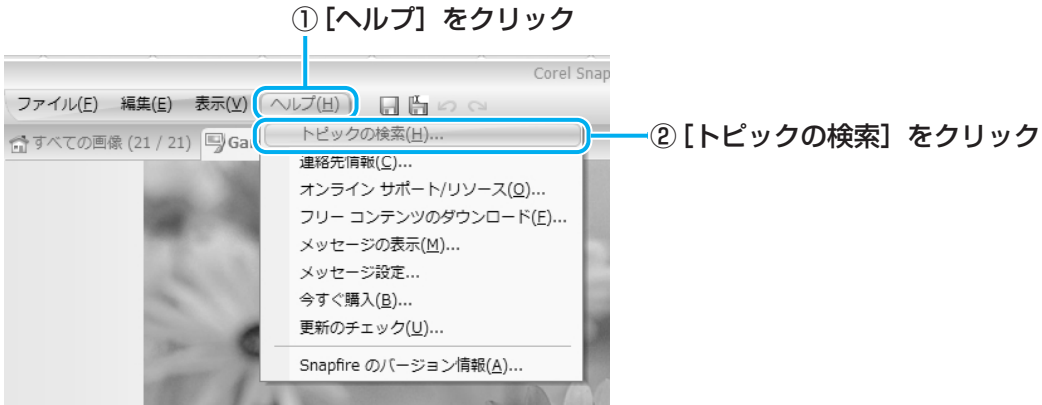 ①[ヘルプ]をクリック
Corel Snap
ファイル(F) 編集(E) 表示(V) ヘルプ(H)
すべての画像 (21 / 21) Ga
トピックの検索(H)...
②[トピックの検索]をクリック
連絡先情報(C)...
オンライン サポート/リソース(O)...
フリー コンテンツのダウンロード(F)...
メッセージの表示(M)...
メッセージ設定...
今すぐ購入(B)...
更新のチェック(U)...
Snapfire のバージョン情報(A)...